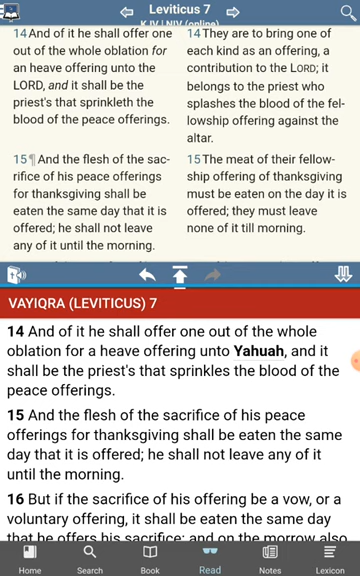 Leviticus 7
KJV | NIV (online)
14 And of it he shall offer one
out of the whole oblation for
an heave offering unto the
LORD, and it shall be the
priest's that sprinkleth the
blood of the peace offerings.
15 ¶ And the flesh of the sac-
rifice of his peace offerings
for thanksgiving shall be
eaten the same day that it is
offered; he shall not leave
any of it until the morning.
14 They are to bring one of
each kind as an offering, a
contribution to the LORD; it
belongs to the priest who
splashes the blood of the fel-
lowship offering against the
altar.
15 The meat of their fellow-
ship offering of thanksgiving
must be eaten on the day it is
offered; they must leave
none of it till morning.
VAYIQRA (LEVITICUS) 7
14 And of it he shall offer one out of the whole
oblation for a heave offering unto Yahuah, and it
shall be the priest's that sprinkles the blood of the
peace offerings.
15 And the flesh of the sacrifice of his peace
offerings for thanksgiving shall be eaten the same
day that it is offered; he shall not leave any of it
until the morning.
16 But if the sacrifice of his offering be a vow, or a
voluntary offering, it shall be eaten the same day
that he offers his sacrifice: and on the morrow also
Home
Search
Book
Read
Notes
Lexicon